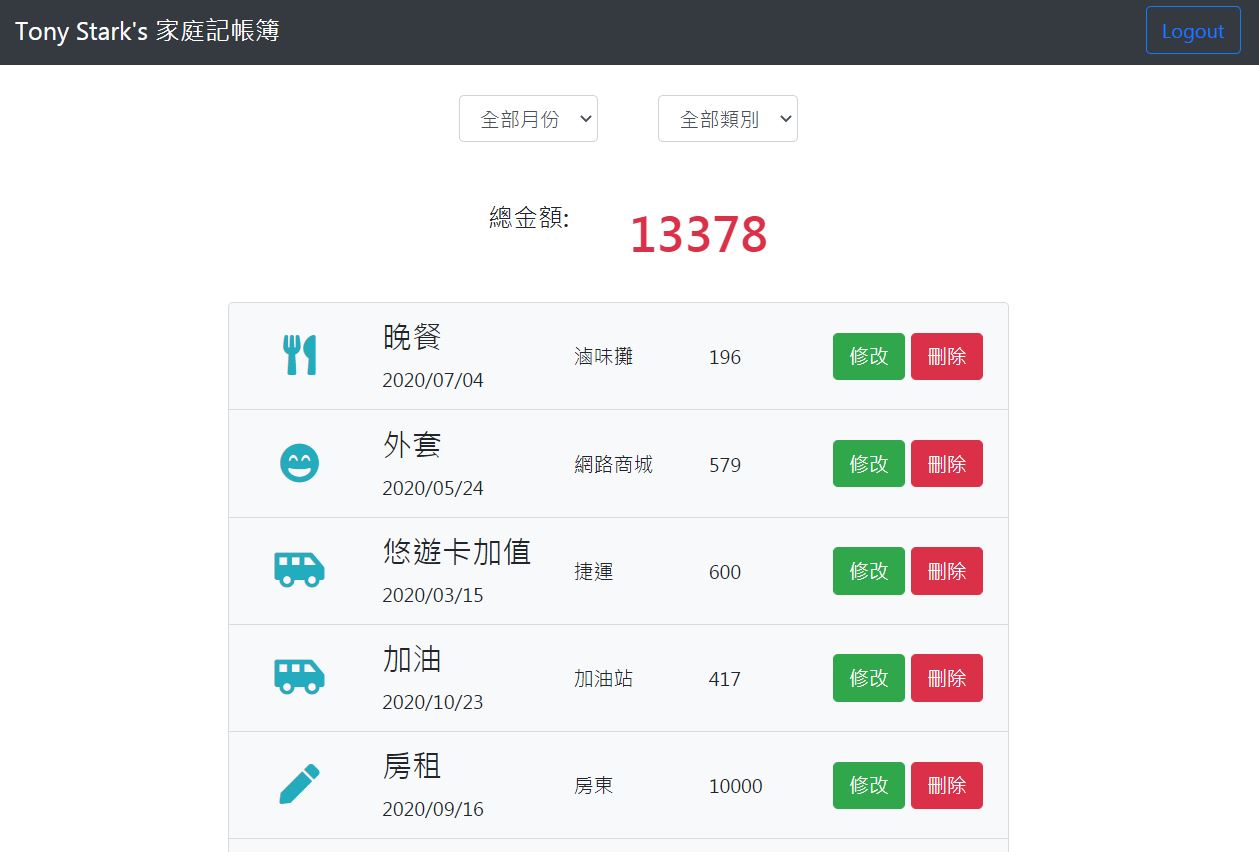 Tony Stark's 家庭記帳簿
Logout
全部月份 全部類別
總金額: 13378
晚餐
2020/07/04
滷味攤 196 修改 刪除
外套
2020/05/24
網路商城 579 修改 刪除
悠遊卡加值
2020/03/15
捷運 600 修改 刪除
加油
2020/10/23
加油站 417 修改 刪除
房租
2020/09/16
房東 10000 修改 刪除